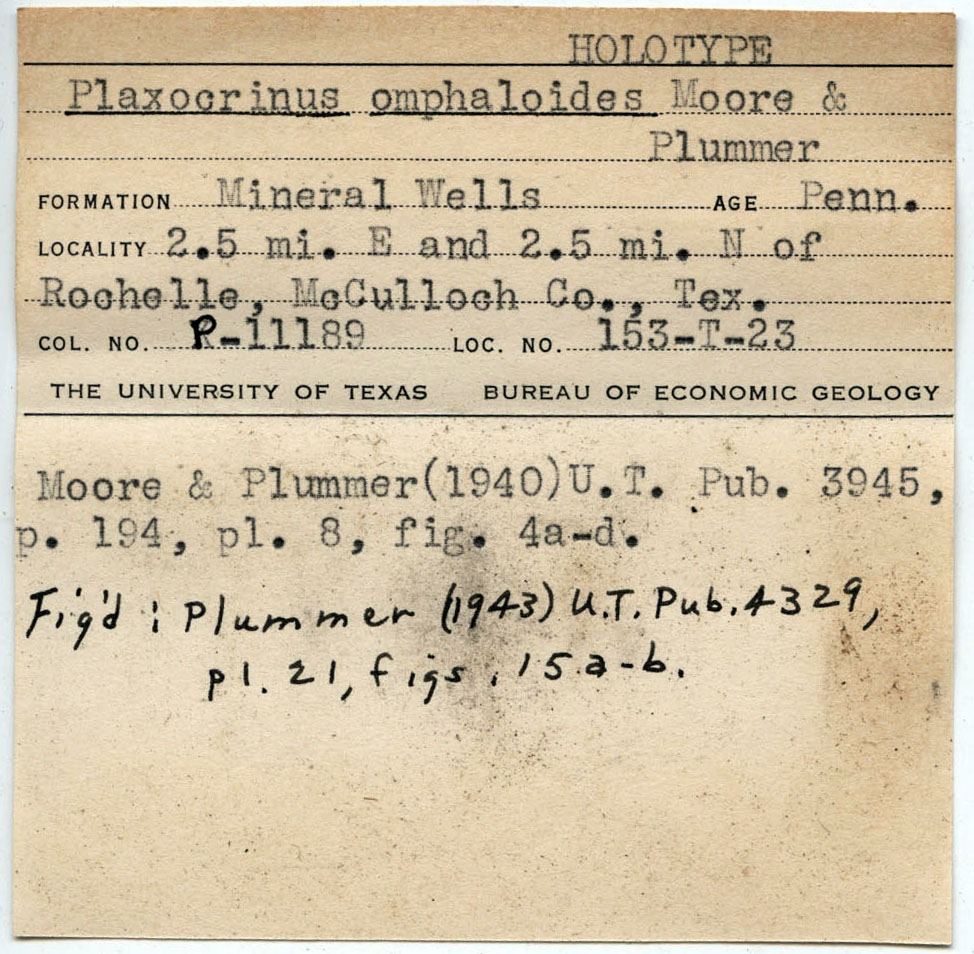 HOLOTYPE
Plaxocrinus omphaloides Moore &
Plummer
FORMATION Mineral Wells AGE Penn.
LOCALITY 2.5 mi. E and 2.5 mi. N of
Rochelle, McCulloch Co., Tex.
COL. NO. P-11189 LOC. NO. 153-T-23
THE UNIVERSITY OF TEXAS BUREAU OF ECONOMIC GEOLOGY
Moore & Plummer(1940)U.T. Pub. 3945,
p. 194, pl. 8, fig. 4a-d.
Fig'd : Plummer (1943) U.T. Pub. 4329,
pl. 21, figs. 15a-b.